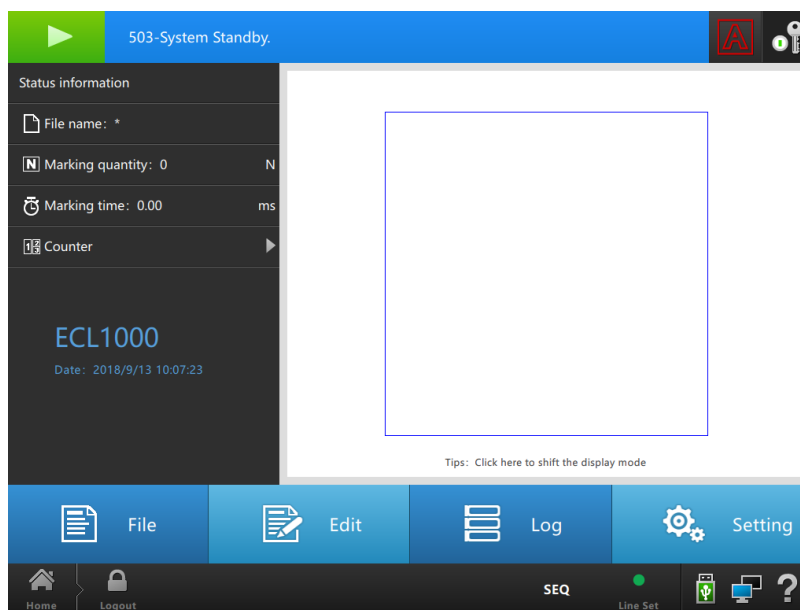 503-System Standby.
A
Status information
File name: *
N Marking quantity: 0 N
Marking time: 0.00 ms
Counter
ECL1000
Date: 2018/9/13 10:07:23
Tips: Click here to shift the display mode
File
Edit
Log
Setting
Home
Logout
SEQ
Line Set
?